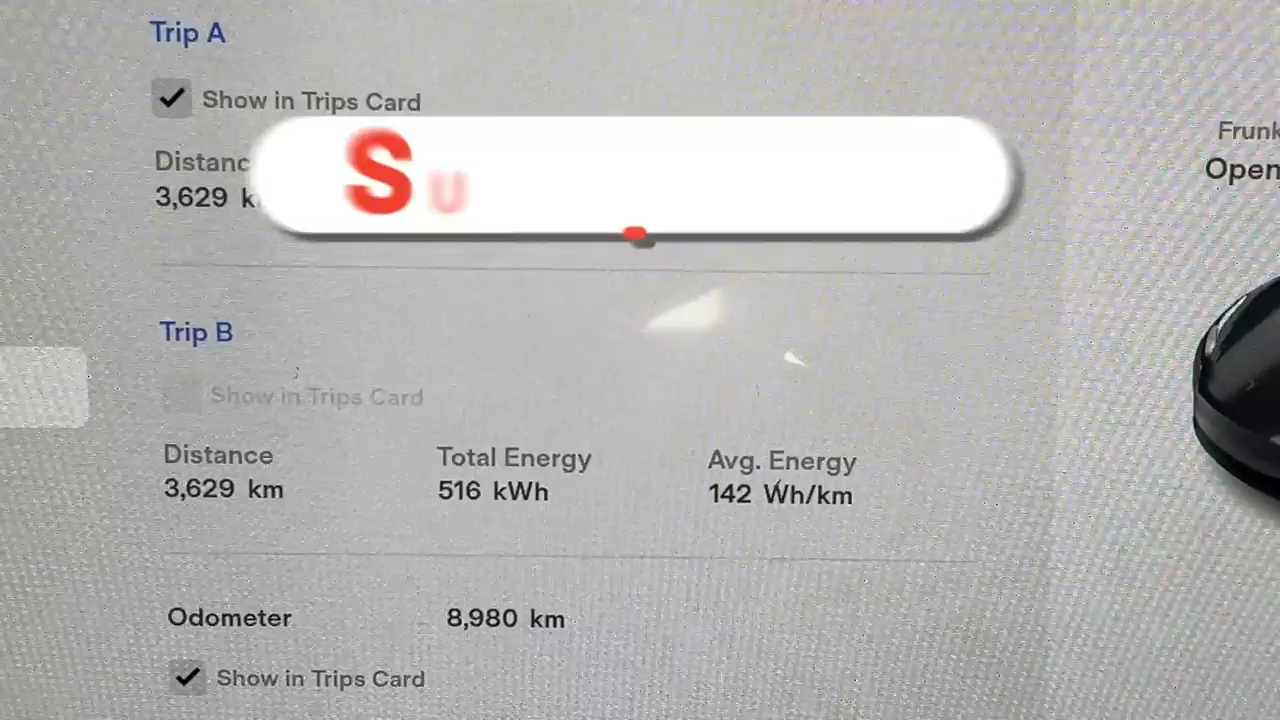 Trip A
Show in Trips Card
Frunk
Distanc
Open
3,629 k
S U
Trip B
Show in Trips Card
Distance Total Energy Avg. Energy
3,629 km 516 kWh 142 Wh/km
Odometer 8,980 km
Show in Trips Card